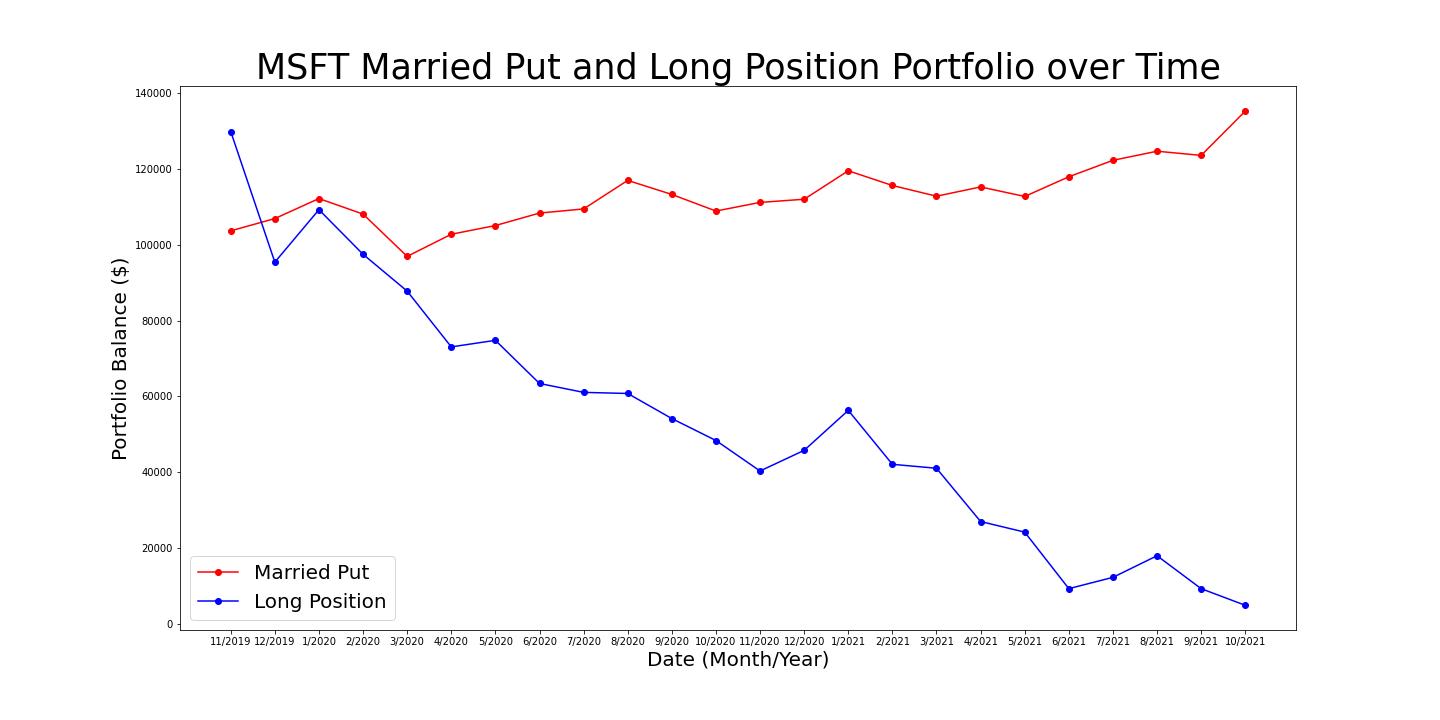 MSFT Married Put and Long Position Portfolio over Time
140000
120000
100000
80000
60000
40000
20000
0
Portfolio Balance ($)
Married Put
Long Position
11/2019 12/2019 1/2020 2/2020 3/2020 4/2020 5/2020 6/2020 7/2020 8/2020 9/2020 10/2020 11/2020 12/2020 1/2021 2/2021 3/2021 4/2021 5/2021 6/2021 7/2021 8/2021 9/2021 10/2021
Date (Month/Year)